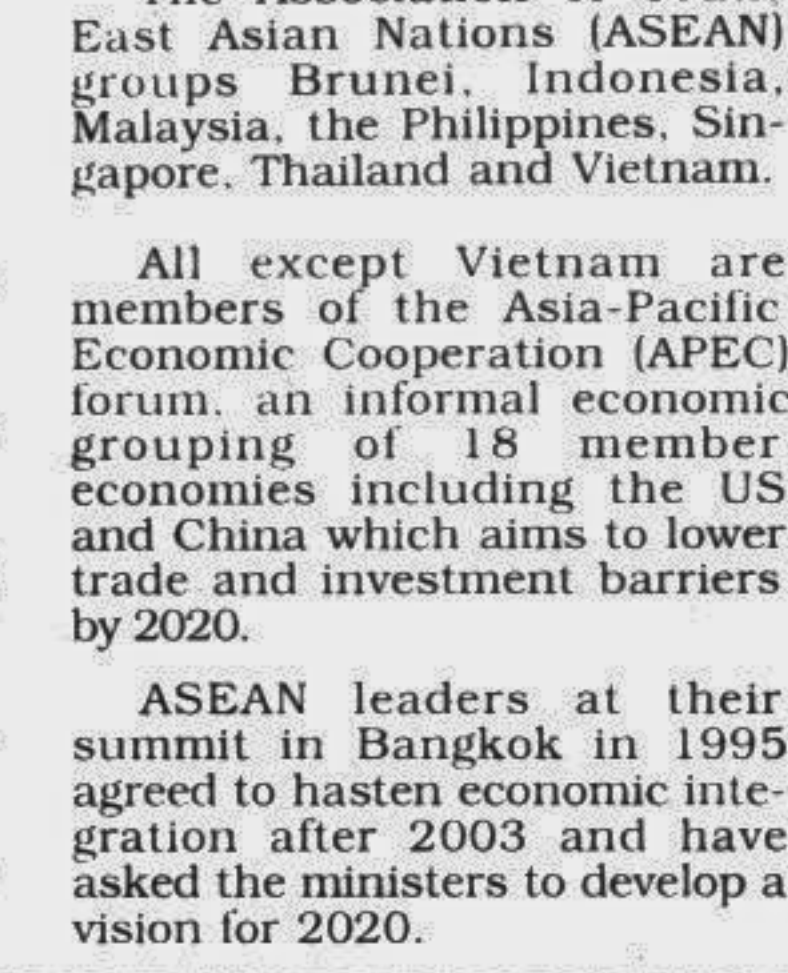 East Asian Nations (ASEAN)
groups Brunei, Indonesia,
Malaysia, the Philippines, Sin-
gapore, Thailand and Vietnam.
All except Vietnam are
members of the Asia-Pacific
Economic Cooperation (APEC)
forum, an informal economic
grouping of 18 member
economies including the US
and China which aims to lower
trade and investment barriers
by 2020.
ASEAN leaders at their
summit in Bangkok in 1995
agreed to hasten economic inte-
gration after 2003 and have
asked the ministers to develop a
vision for 2020.